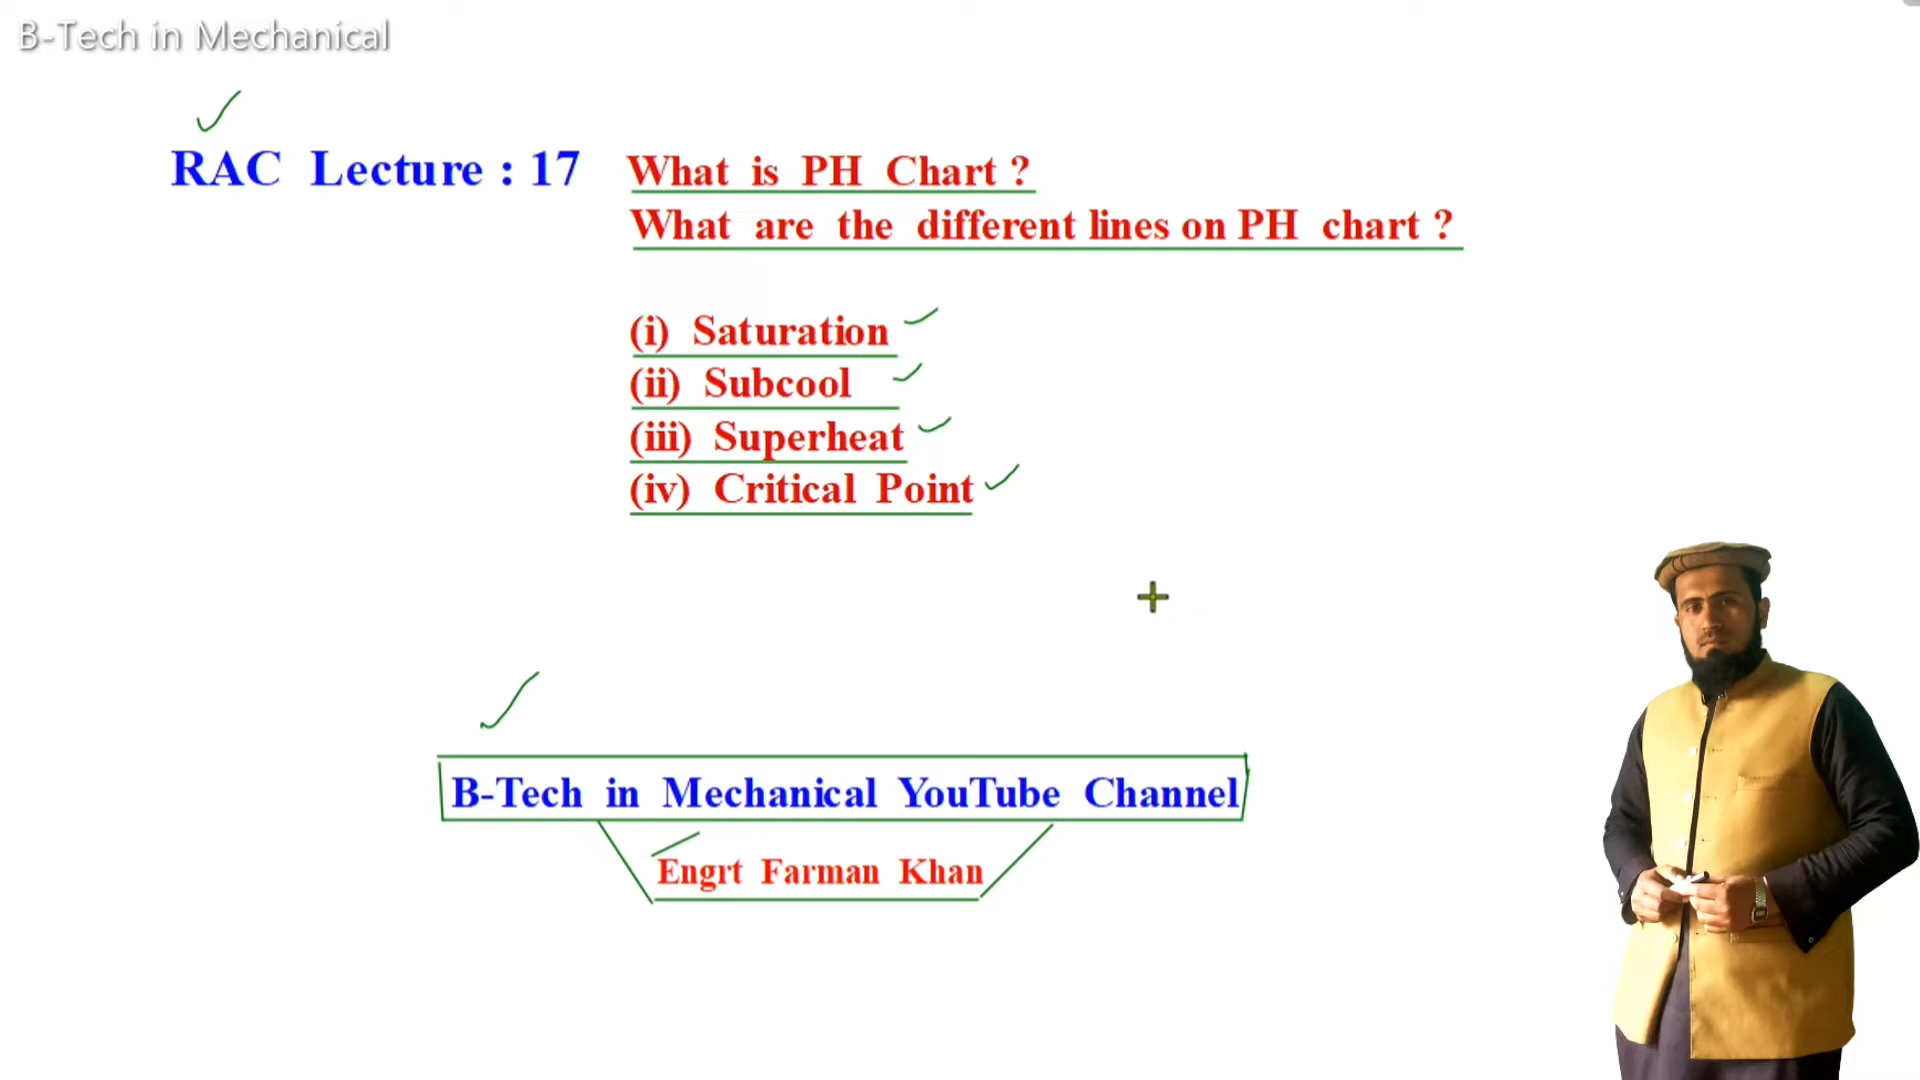 B-Tech in Mechanical
RAC Lecture : 17
What is PH Chart ?
What are the different lines on PH chart ?
(i) Saturation
(ii) Subcool
(iii) Superheat
(iv) Critical Point
B-Tech in Mechanical YouTube Channel
Engrt Farman Khan